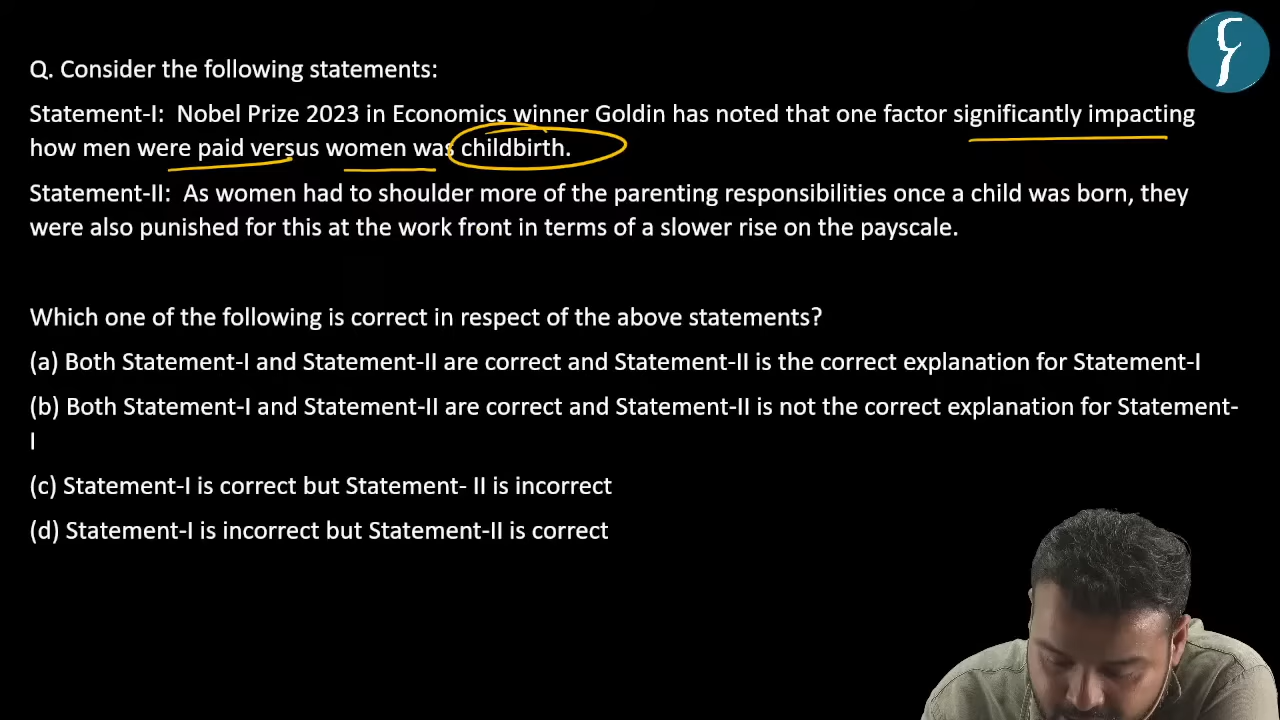 Q. Consider the following statements:
Statement-I: Nobel Prize 2023 in Economics winner Goldin has noted that one factor significantly impacting
how men were paid versus women was childbirth.
Statement-II: As women had to shoulder more of the parenting responsibilities once a child was born, they
were also punished for this at the work front in terms of a slower rise on the payscale.
Which one of the following is correct in respect of the above statements?
(a) Both Statement-I and Statement-II are correct and Statement-II is the correct explanation for Statement-I
(b) Both Statement-I and Statement-II are correct and Statement-II is not the correct explanation for Statement-
I
(c) Statement-I is correct but Statement- II is incorrect
(d) Statement-I is incorrect but Statement-II is correct